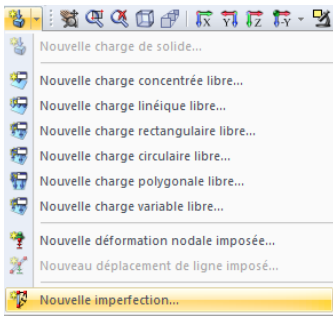 X Y Z -Y
Nouvelle charge de solide...
Nouvelle charge concentrée libre...
Nouvelle charge linéique libre...
Nouvelle charge rectangulaire libre...
Nouvelle charge circulaire libre...
Nouvelle charge polygonale libre...
Nouvelle charge variable libre...
Nouvelle déformation nodale imposée...
Nouveau déplacement de ligne imposé...
Nouvelle imperfection...